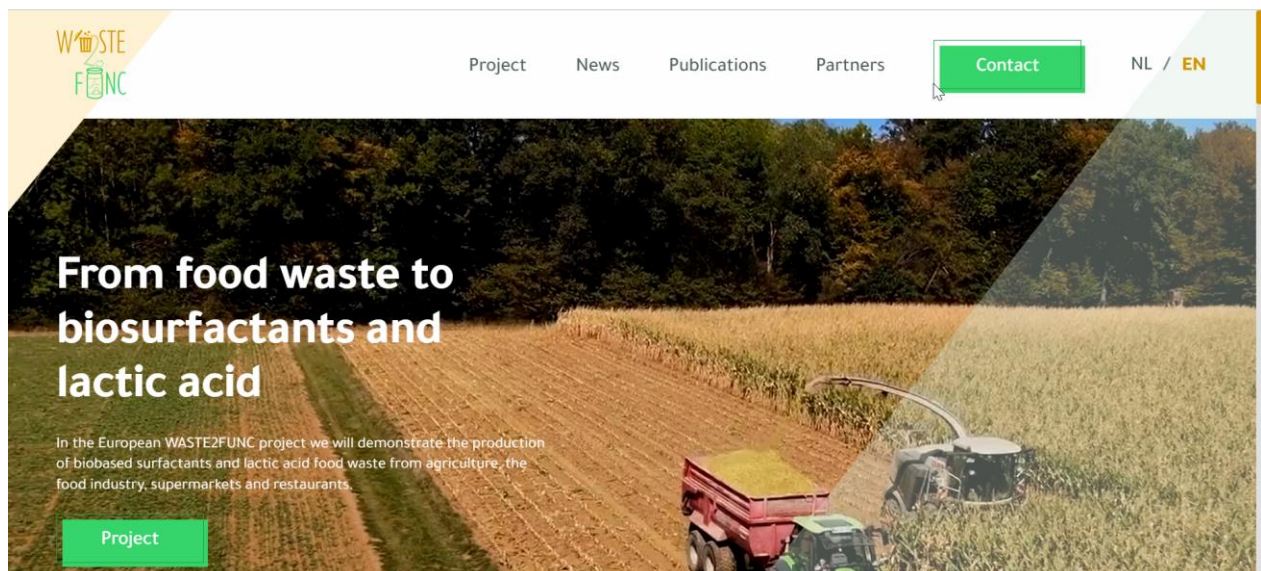 WASTE
2
FUNC
Project
News
Publications
Partners
Contact
NL / EN
From food waste to
biosurfactants and
lactic acid
In the European WASTE2FUNC project we will demonstrate the production
of biobased surfactants and lactic acid food waste from agriculture, the
food industry, supermarkets and restaurants.
Project